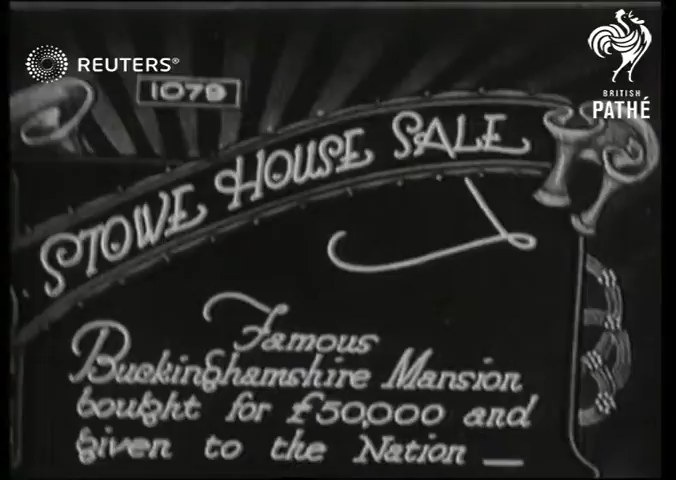 REUTERS®
BRITISH
PATHÉ
1079
STOWE HOUSE SALE
Famous
Buckinghamshire Mansion
bought for £50,000 and
given to the Nation —